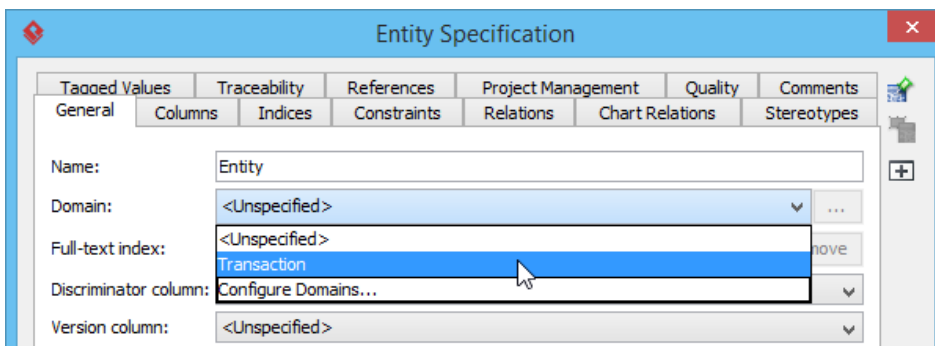 Entity Specification
Tagged Values Traceability References Project Management Quality Comments
General Columns Indices Constraints Relations Chart Relations Stereotypes
Name: Entity
Domain: <Unspecified> ...
<Unspecified>
Full-text index:
Transaction
Discriminator column: Configure Domains...
Version column: <Unspecified>